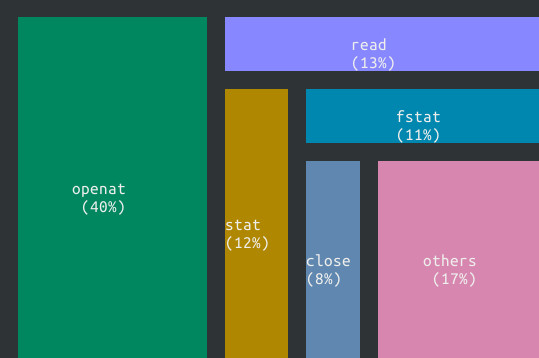 openat
(40%)
read
(13%)
stat
(12%)
fstat
(11%)
close
(8%)
others
(17%)